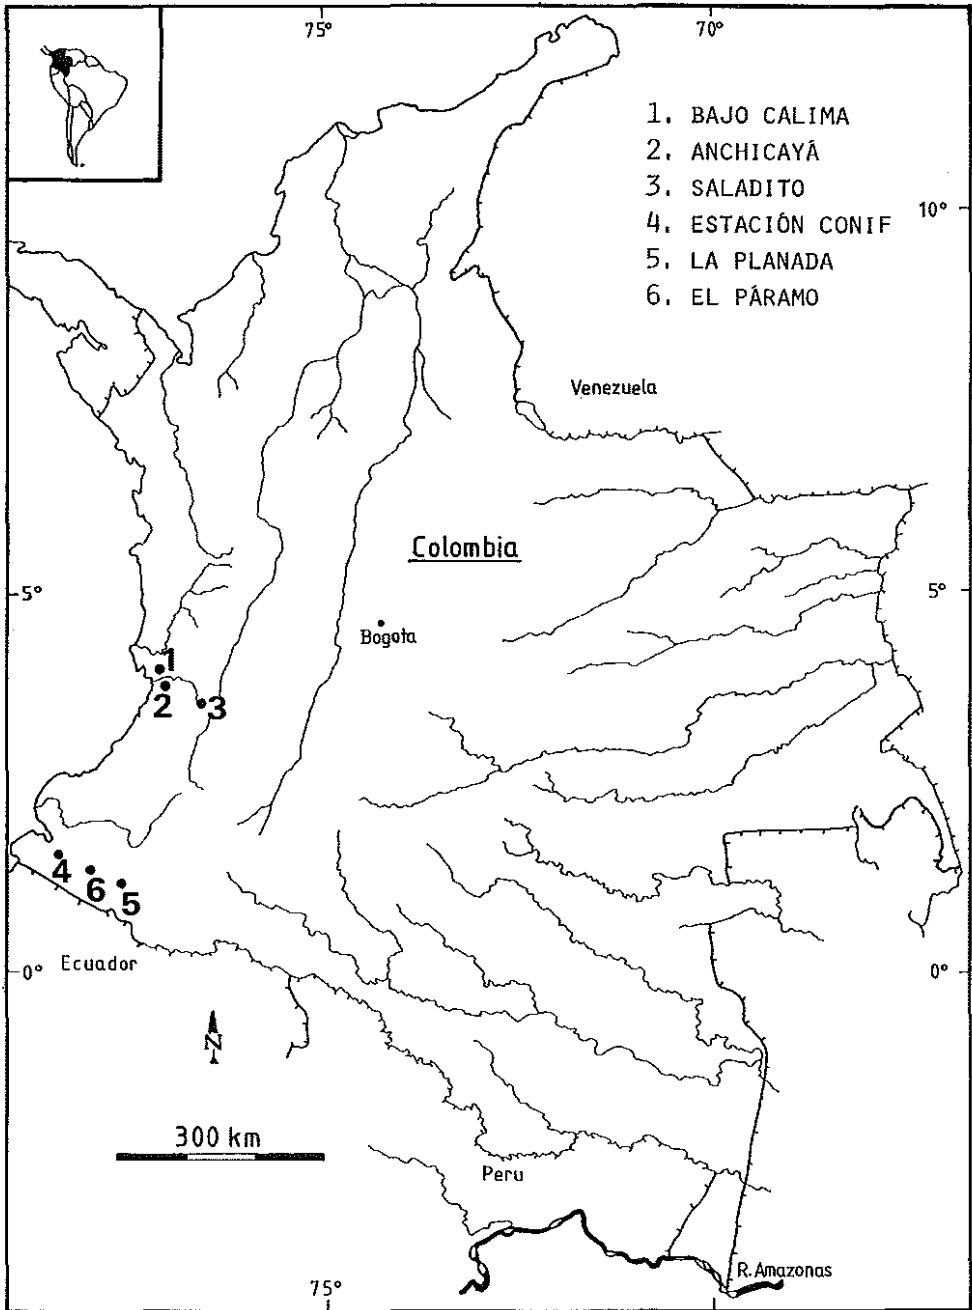 75°
70°
1. BAJO CALIMA
2. ANCHICAYÁ
3. SALADITO
4. ESTACIÓN CONIF
5. LA PLANADA
6. EL PÁRAMO
10°
Venezuela
Colombia
5°
5°
Bogota
1
2
3
4
6
5
Ecuador
0°
0°
N
300 km
Peru
R. Amazonas
75°